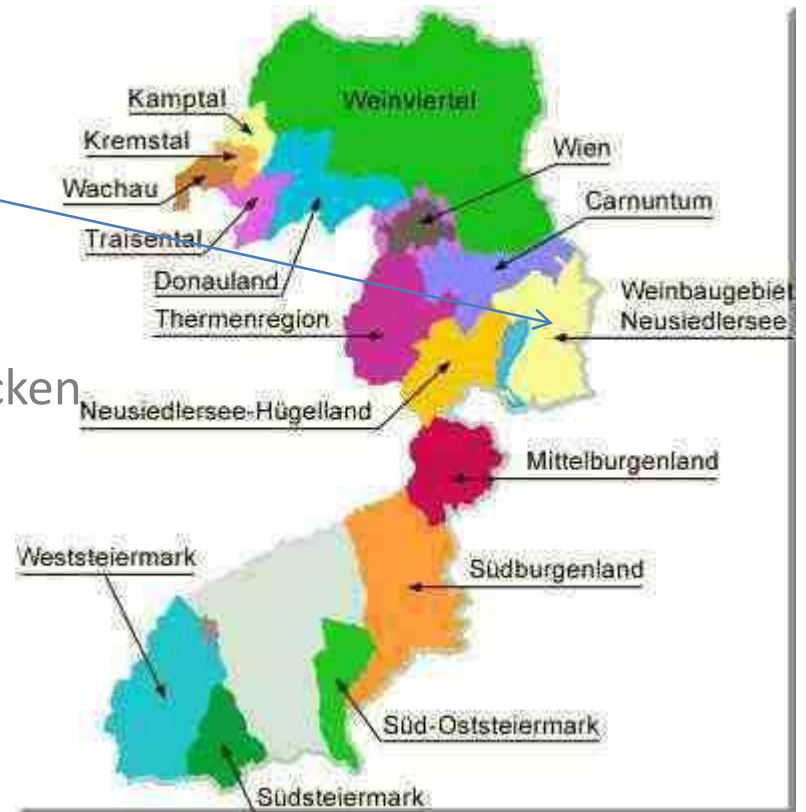 Kamptal
Weinviertel
Kremstal
Wien
Wachau
Carnuntum
Traisental
Donauland
Weinbaugebiet
Neusiedlersee
Thermenregion
cken
Neusiedlersee-Hügelland
Mittelburgenland
Weststeiermark
Südburgenland
Süd-Oststeiermark
Südsteiermark